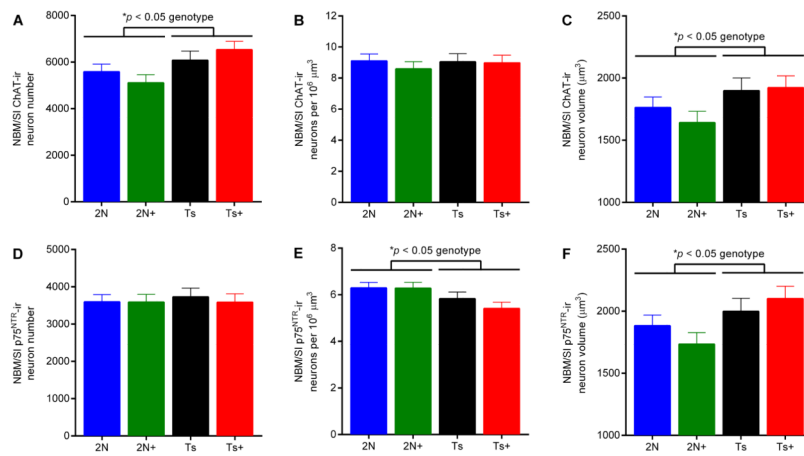 A
*p < 0.05 genotype
NBM/SI ChAT-ir
neuron number
8000
6000
4000
2000
0
2N
2N+
Ts
Ts+
B
NBM/SI ChAT-ir
neurons per 10⁶ µm³
12
10
8
6
4
2
0
2N
2N+
Ts
Ts+
C
*p < 0.05 genotype
NBM/SI ChAT-ir
neuron volume (µm³)
2500
2000
1500
1000
2N
2N+
Ts
Ts+
D
NBM/SI p75ᴺᵀᴿ-ir
neuron number
5000
4000
3000
2000
1000
0
2N
2N+
Ts
Ts+
E
*p < 0.05 genotype
NBM/SI p75ᴺᵀᴿ-ir
neurons per 10⁶ µm³
8
6
4
2
0
2N
2N+
Ts
Ts+
F
*p < 0.05 genotype
NBM/SI p75ᴺᵀᴿ-ir
neuron volume (µm³)
2500
2000
1500
1000
2N
2N+
Ts
Ts+